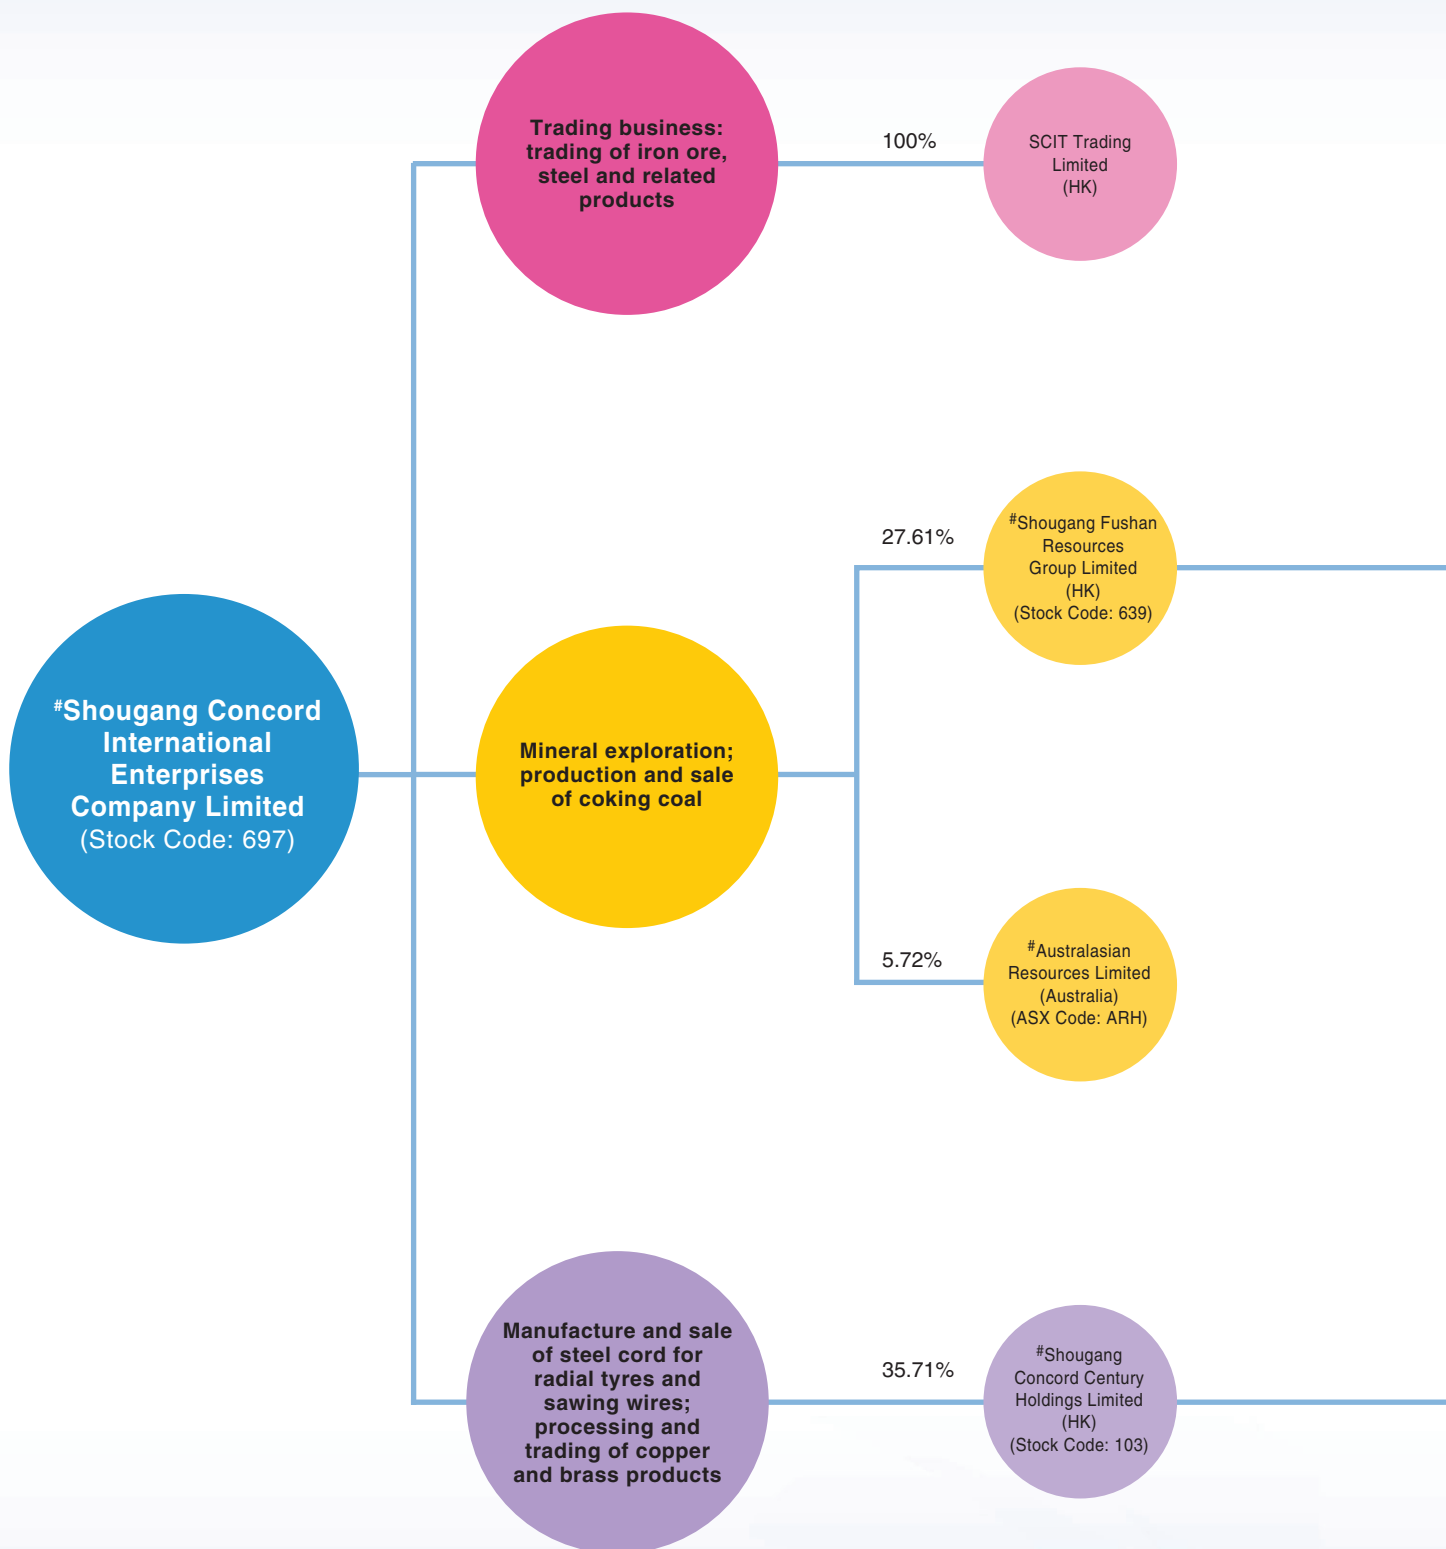 Trading business:
trading of iron ore,
steel and related
products
100%
SCIT Trading
Limited
(HK)
27.61%
#Shougang Fushan
Resources
Group Limited
(HK)
(Stock Code: 639)
#Shougang Concord
International
Enterprises
Company Limited
(Stock Code: 697)
Mineral exploration;
production and sale
of coking coal
5.72%
#Australasian
Resources Limited
(Australia)
(ASX Code: ARH)
Manufacture and sale
of steel cord for
radial tyres and
sawing wires;
processing and
trading of copper
and brass products
35.71%
#Shougang
Concord Century
Holdings Limited
(HK)
(Stock Code: 103)